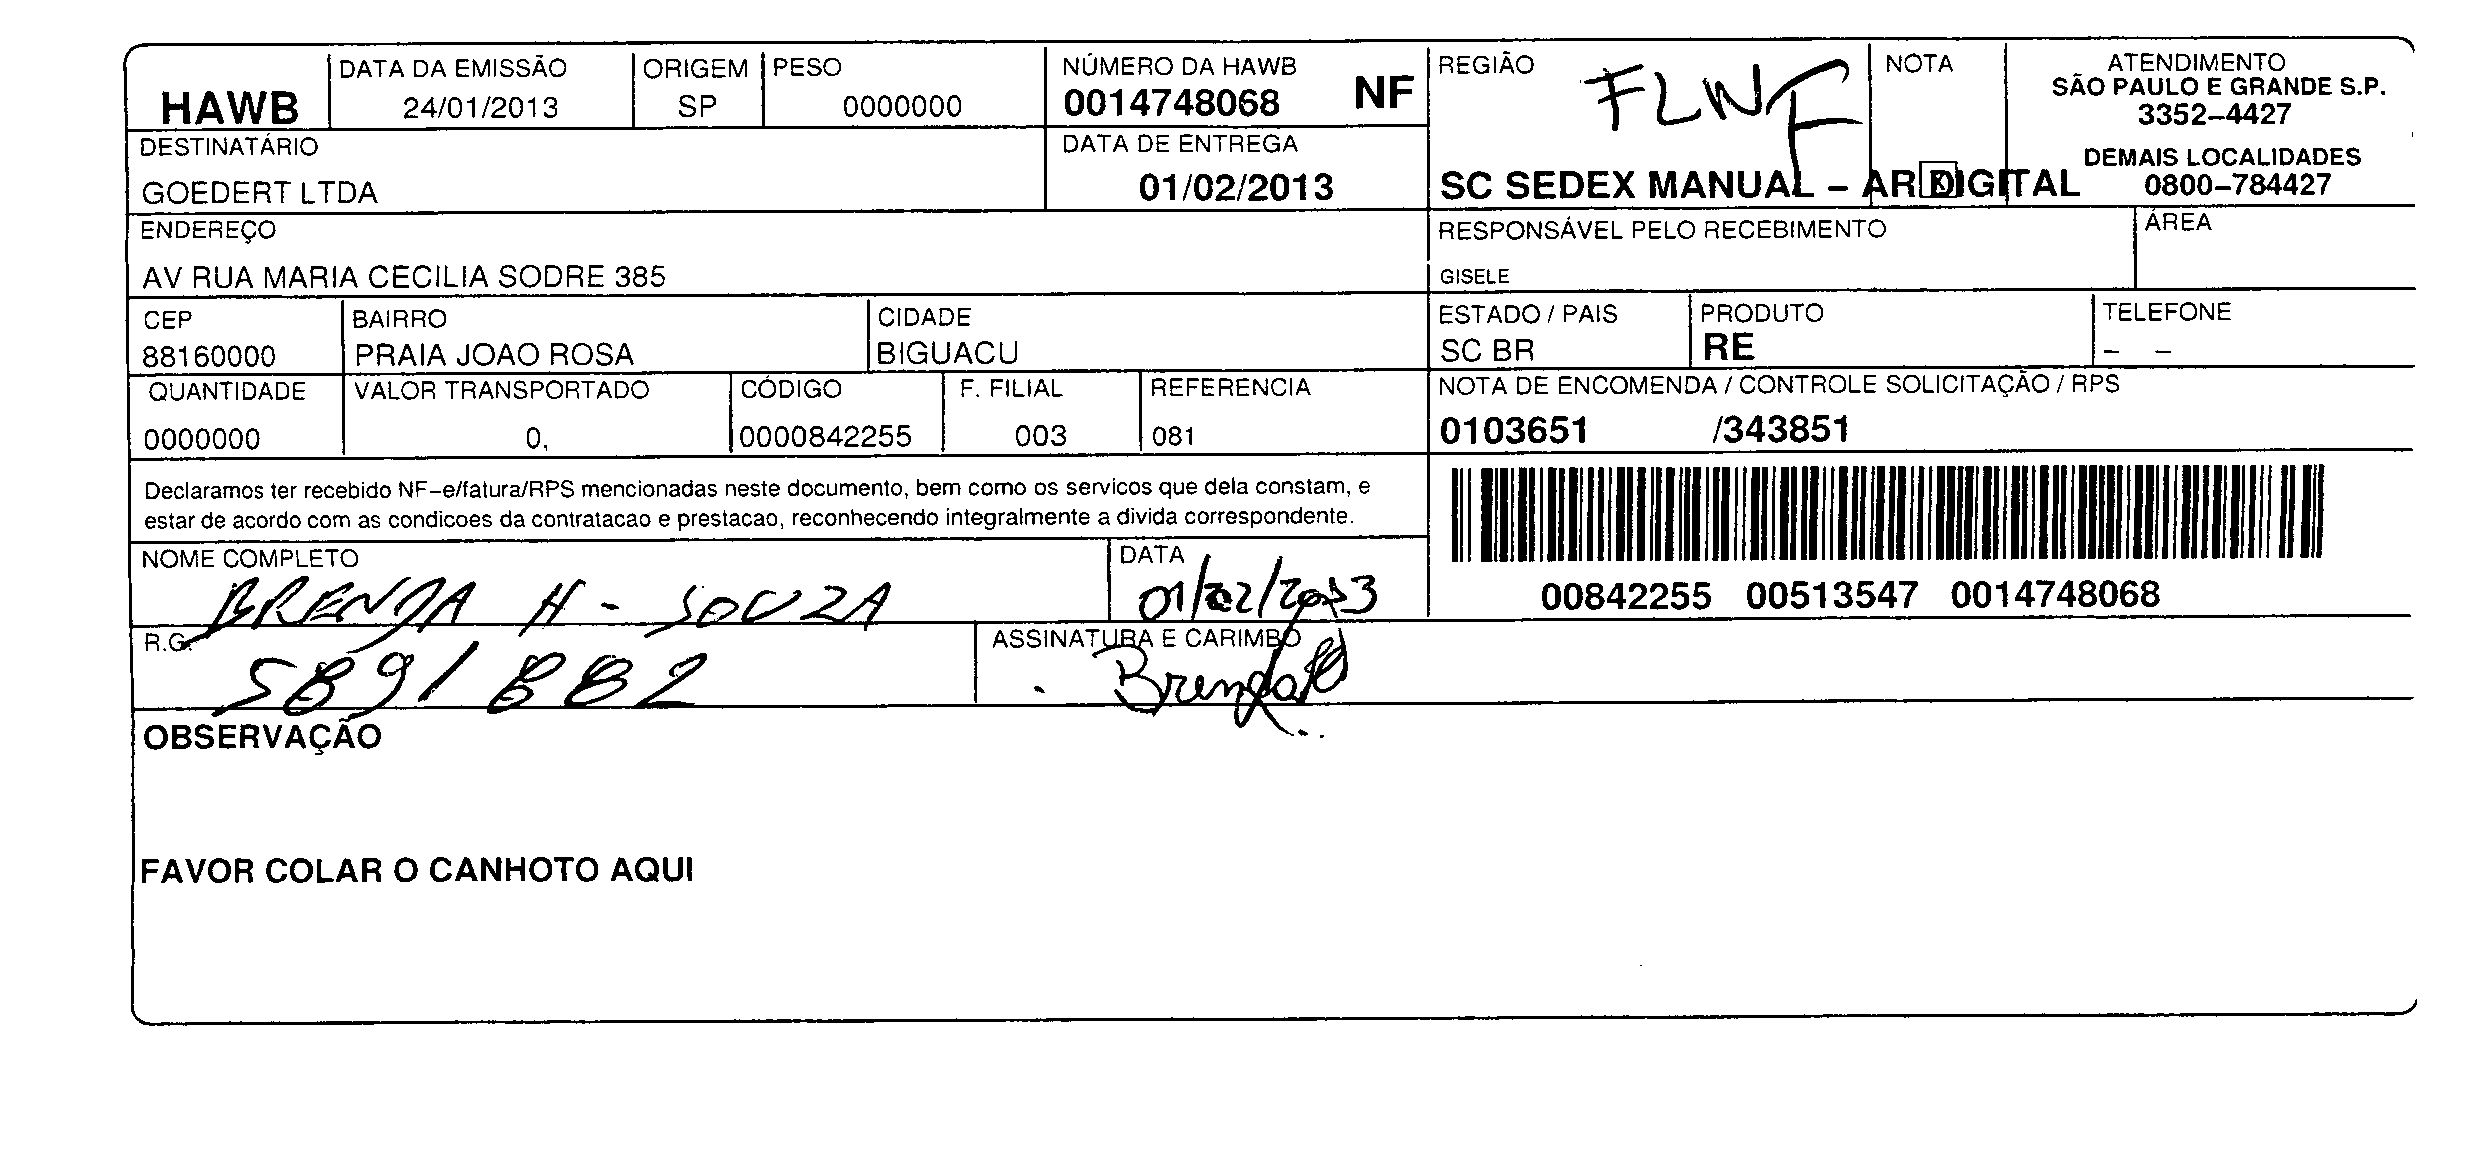 HAWB
DATA DA EMISSÃO
24/01/2013
ORIGEM
SP
PESO
0000000
NÚMERO DA HAWB
0014748068 NF
REGIÃO
NOTA
ATENDIMENTO
SÃO PAULO E GRANDE S.P.
3352-4427
DEMAIS LOCALIDADES
0800-784427
DESTINATÁRIO
GOEDERT LTDA
DATA DE ENTREGA
01/02/2013
SC SEDEX MANUAL - AR DIGITAL
ENDEREÇO
AV RUA MARIA CECILIA SODRE 385
RESPONSÁVEL PELO RECEBIMENTO
GISELE
ÁREA
CEP
88160000
BAIRRO
PRAIA JOAO ROSA
CIDADE
BIGUACU
ESTADO / PAIS
SC BR
PRODUTO
RE
TELEFONE
- -
QUANTIDADE
0000000
VALOR TRANSPORTADO
0,
CÓDIGO
0000842255
F. FILIAL
003
REFERENCIA
081
NOTA DE ENCOMENDA / CONTROLE SOLICITAÇÃO / RPS
0103651 /343851
Declaramos ter recebido NF-e/fatura/RPS mencionadas neste documento, bem como os servicos que dela constam, e
estar de acordo com as condicoes da contratacao e prestacao, reconhecendo integralmente a divida correspondente.
00842255 00513547 0014748068
NOME COMPLETO
BRENDA H - SOUZA
DATA
01/02/2013
R.G.
5891882
ASSINATURA E CARIMBO
Brenda
OBSERVAÇÃO
FAVOR COLAR O CANHOTO AQUI